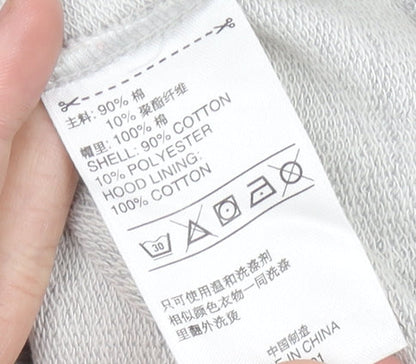 主料: 90% 棉
10% 聚酯纤维
帽里: 100% 棉
SHELL: 90% COTTON
10% POLYESTER
HOOD LINING:
100% COTTON
30
只可使用温和洗涤剂
相似颜色衣物一同洗涤
里翻外洗烫
中国制造
IN CHINA